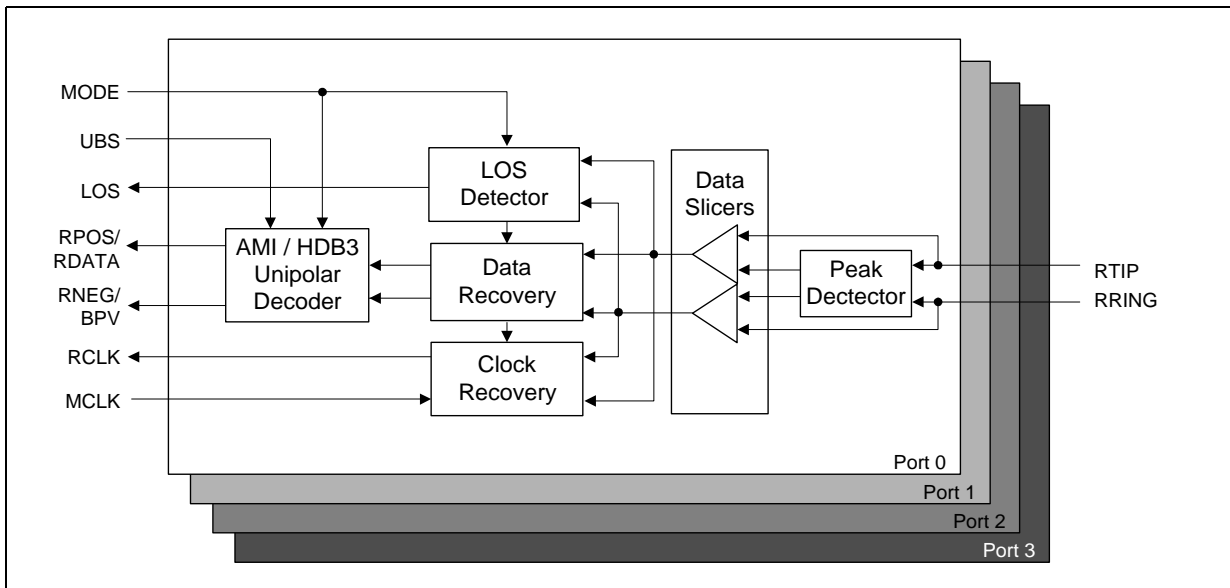 MODE
UBS
LOS
RPOS/
RDATA
RNEG/
BPV
RCLK
MCLK
LOS
Detector
AMI / HDB3
Unipolar
Decoder
Data
Recovery
Clock
Recovery
Data
Slicers
Peak
Dectector
RTIP
RRING
Port 0
Port 1
Port 2
Port 3